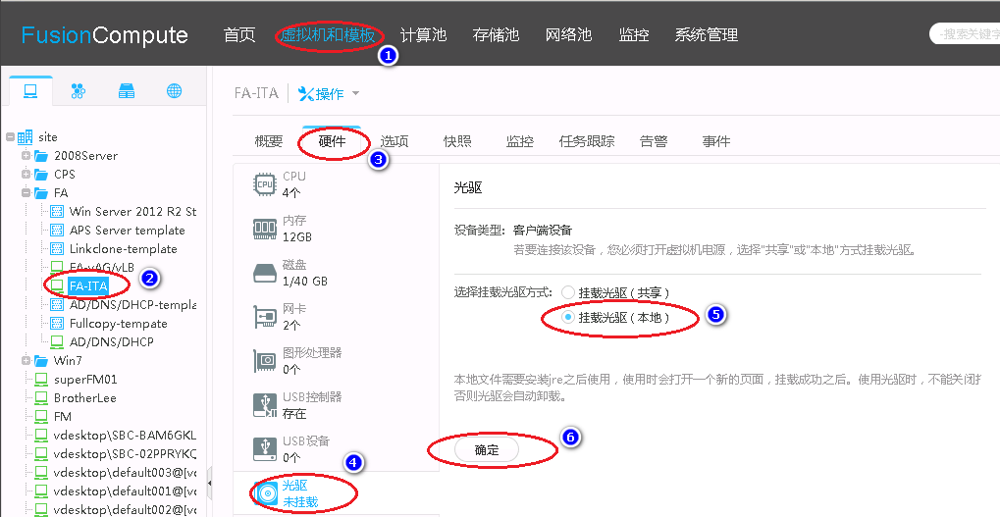 FusionCompute 首页 虚拟机和模板 计算池 存储池 网络池 监控 系统管理 -搜索关键字
1
FA-ITA 操作
site
2008Server
CPS
FA
Win Server 2012 R2 St
APS Server template
Linkclone-template
FA-vAG/vLB
FA-ITA
2
AD/DNS/DHCP-templa
Fullcopy-tempate
AD/DNS/DHCP
Win7
superFM01
BrotherLee
FM
vdesktop\SBC-BAM6GKL
vdesktop\SBC-02PPRYKQ
vdesktop\default003@[vd
vdesktop\default001@[vd
vdesktop\default002@[vd
概要 硬件 选项 快照 监控 任务跟踪 告警 事件
3
CPU
4个
内存
12GB
磁盘
1/40 GB
网卡
2个
图形处理器
0个
USB控制器
存在
USB设备
0个
4
光驱
未挂载
光驱
设备类型: 客户端设备
若要连接该设备，您必须打开虚拟机电源，选择"共享"或"本地"方式挂载光驱。
选择挂载光驱方式: 挂载光驱（共享）
挂载光驱（本地）
5
本地文件需要安装jre之后使用，使用时会打开一个新的页面，挂载成功之后。使用光驱时，不能关闭
否则光驱会自动卸载。
确定
6